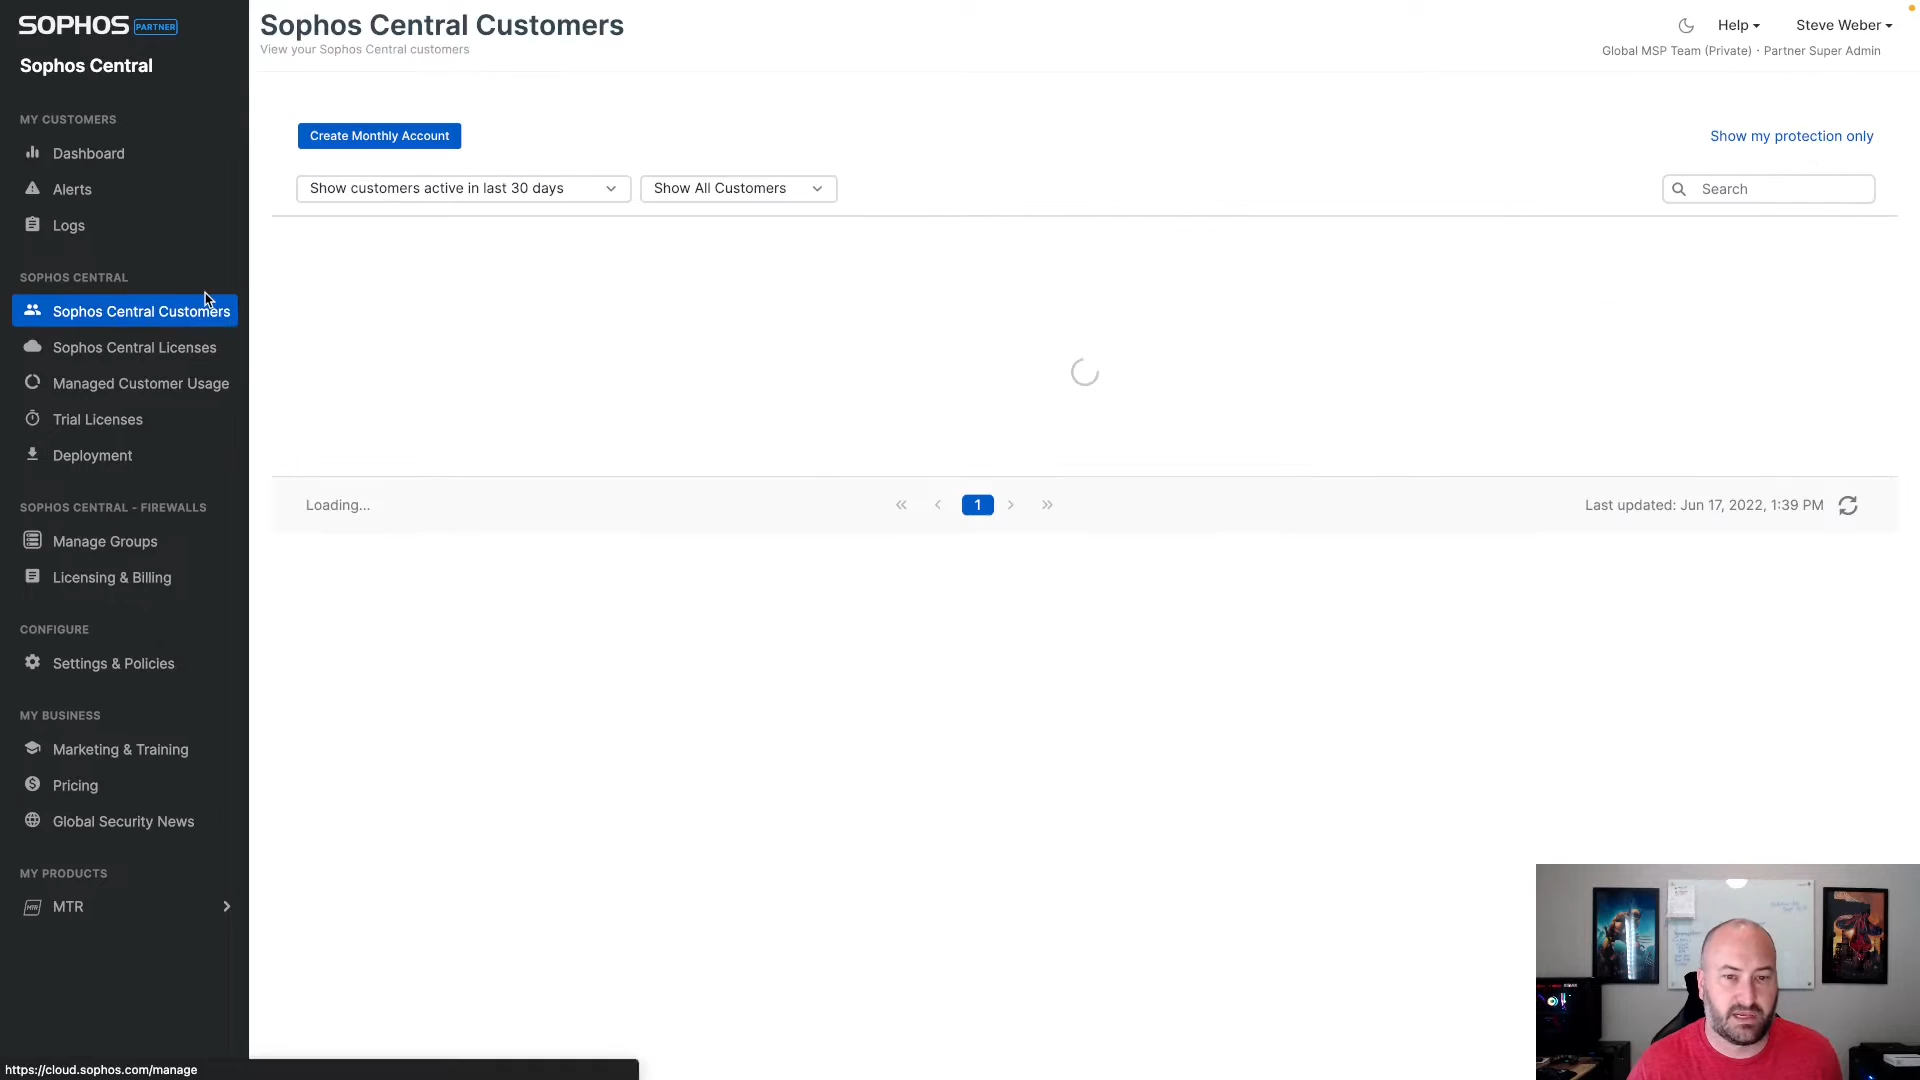 SOPHOS PARTNER
Sophos Central
MY CUSTOMERS
Dashboard
Alerts
Logs
SOPHOS CENTRAL
Sophos Central Customers
Sophos Central Licenses
Managed Customer Usage
Trial Licenses
Deployment
SOPHOS CENTRAL - FIREWALLS
Manage Groups
Licensing & Billing
CONFIGURE
Settings & Policies
MY BUSINESS
Marketing & Training
Pricing
Global Security News
MY PRODUCTS
MTR
https://cloud.sophos.com/manage
Sophos Central Customers
View your Sophos Central customers
Help
Steve Weber
Global MSP Team (Private) · Partner Super Admin
Create Monthly Account
Show my protection only
Show customers active in last 30 days
Show All Customers
Search
Loading...
« ‹ 1 › »
Last updated: Jun 17, 2022, 1:39 PM